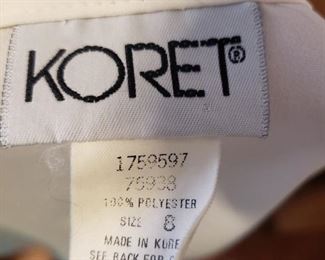 KORET®
1759597
75938
100% POLYESTER
SIZE 8
MADE IN KORE
SEE BACK FOR C